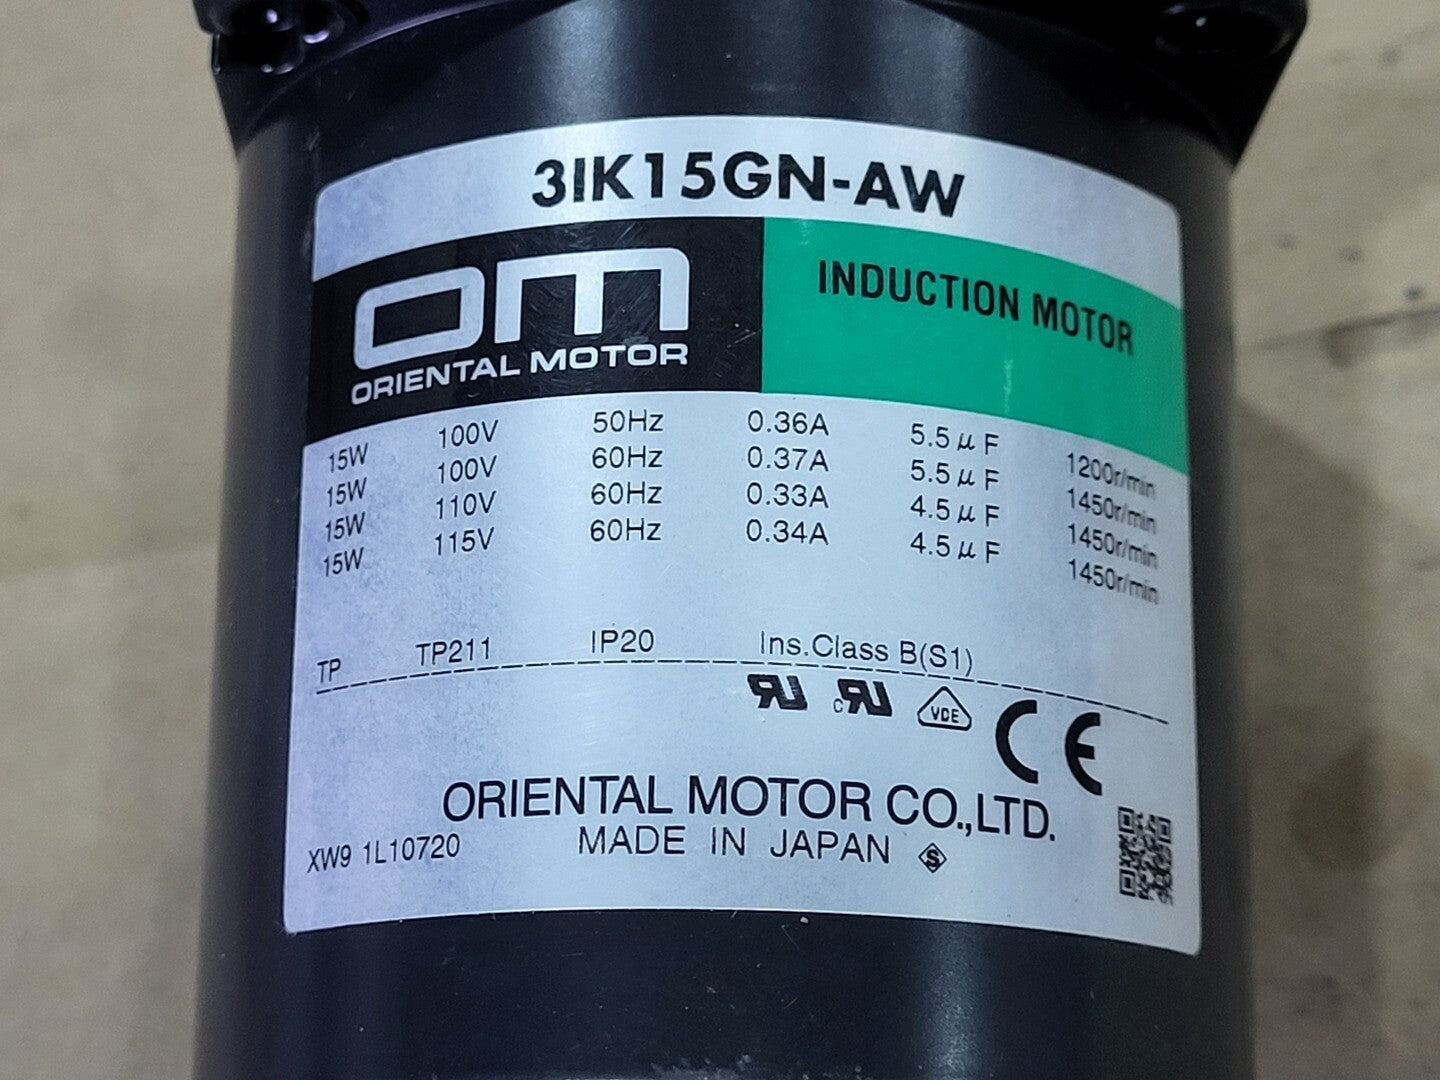 3IK15GN-AW
om
ORIENTAL MOTOR
INDUCTION MOTOR
15W 100V 50Hz 0.36A 5.5μF 1200r/min
15W 100V 60Hz 0.37A 5.5μF 1450r/min
15W 110V 60Hz 0.33A 4.5μF 1450r/min
15W 115V 60Hz 0.34A 4.5μF 1450r/min
TP TP211 IP20 Ins.Class B(S1)
RU cRU VDE CE
ORIENTAL MOTOR CO.,LTD.
XW9 1L10720 MADE IN JAPAN S